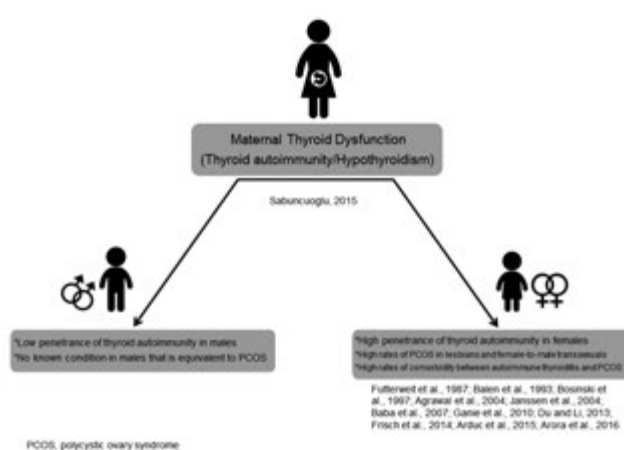 Maternal Thyroid Dysfunction
(Thyroid autoimmunity/Hypothyroidism)
Sabuncuoglu, 2015
*Low penetrance of thyroid autoimmunity in males
*No known condition in males that is equivalent to PCOS
*High penetrance of thyroid autoimmunity in females
*High rates of PCOS in lesbians and female-to-male transsexuals
*High rates of comorbidity between autoimmune thyroiditis and PCOS
Futterweit et al., 1987; Balen et al., 1993; Bosinski et
al., 1997; Agrawal et al., 2004; Janssen et al., 2004;
Baba et al., 2007; Ganie et al., 2010; Du and Li, 2013;
Frisch et al., 2014; Arduc et al., 2015; Arora et al., 2016
PCOS, polycystic ovary syndrome